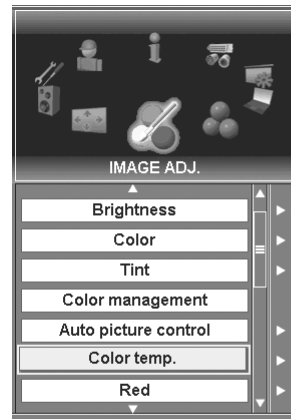 IMAGE ADJ.
Brightness
Color
Tint
Color management
Auto picture control
Color temp.
Red